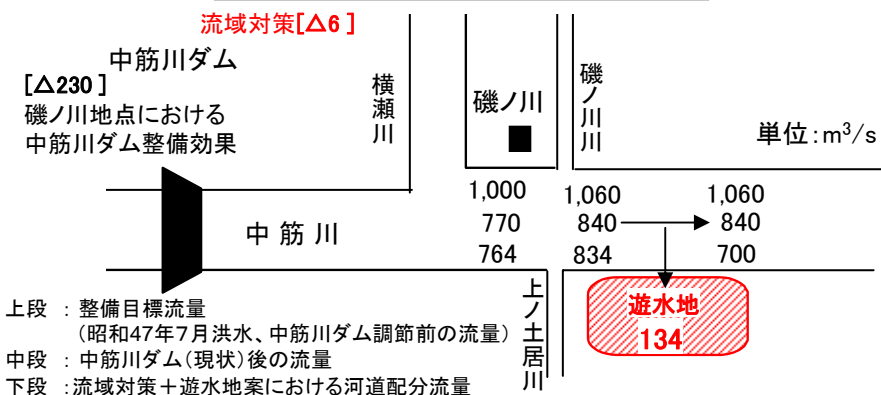 流域対策[△6]
中筋川ダム
[△230]
磯ノ川地点における
中筋川ダム整備効果
横瀬川
磯ノ川
磯ノ川川
単位:m³/s
1,000 1,060 1,060
770 840 840
764 834 700
中筋川
上ノ土居川
遊水地
134
上段 : 整備目標流量
(昭和47年7月洪水、中筋川ダム調節前の流量)
中段 : 中筋川ダム(現状)後の流量
下段 :流域対策+遊水地案における河道配分流量